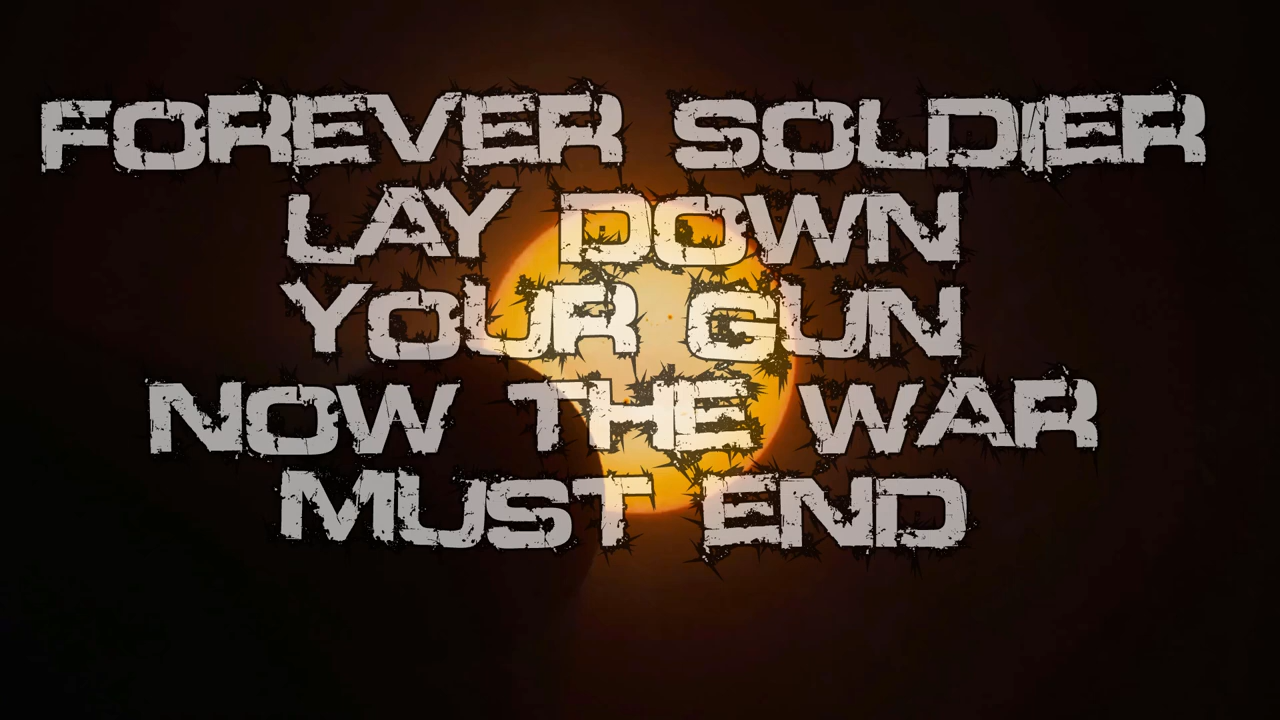 FOREVER SOLDIER
LAY DOWN
YOUR GUN
NOW THE WAR
MUST END